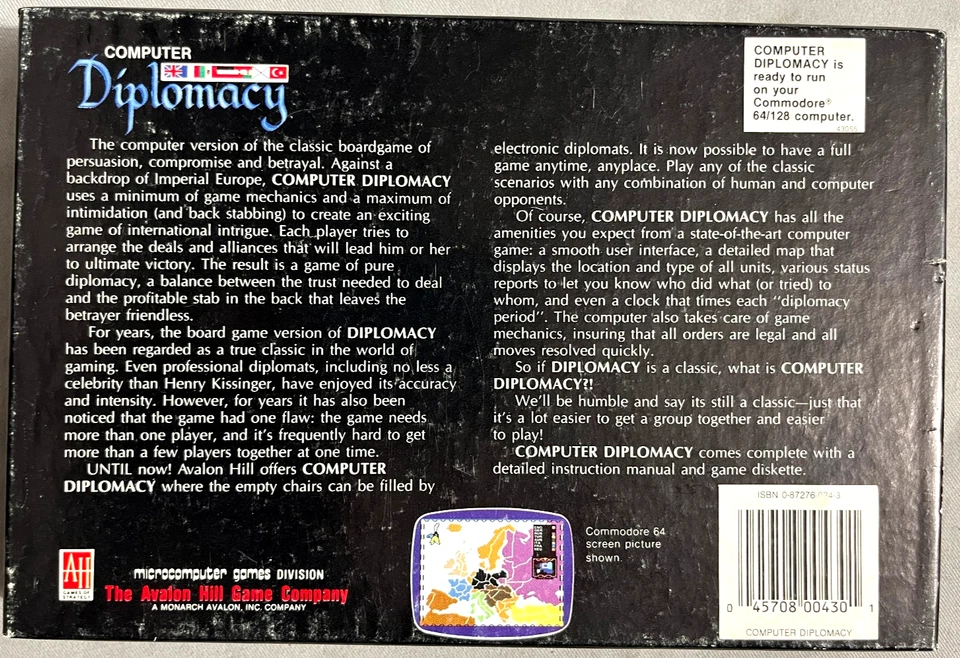 COMPUTER
Diplomacy
COMPUTER
DIPLOMACY is
ready to run
on your
Commodore®
64/128 computer.
43055
The computer version of the classic boardgame of
persuasion, compromise and betrayal. Against a
backdrop of Imperial Europe, COMPUTER DIPLOMACY
uses a minimum of game mechanics and a maximum of
intimidation (and back stabbing) to create an exciting
game of international intrigue. Each player tries to
arrange the deals and alliances that will lead him or her
to ultimate victory. The result is a game of pure
diplomacy, a balance between the trust needed to deal
and the profitable stab in the back that leaves the
betrayer friendless.
For years, the board game version of DIPLOMACY
has been regarded as a true classic in the world of
gaming. Even professional diplomats, including no less a
celebrity than Henry Kissinger, have enjoyed its accuracy
and intensity. However, for years it has also been
noticed that the game had one flaw: the game needs
more than one player, and it's frequently hard to get
more than a few players together at one time.
UNTIL now! Avalon Hill offers COMPUTER
DIPLOMACY where the empty chairs can be filled by
electronic diplomats. It is now possible to have a full
game anytime, anyplace. Play any of the classic
scenarios with any combination of human and computer
opponents.
Of course, COMPUTER DIPLOMACY has all the
amenities you expect from a state-of-the-art computer
game: a smooth user interface, a detailed map that
displays the location and type of all units, various status
reports to let you know who did what (or tried) to
whom, and even a clock that times each "diplomacy
period". The computer also takes care of game
mechanics, insuring that all orders are legal and all
moves resolved quickly.
So if DIPLOMACY is a classic, what is COMPUTER
DIPLOMACY?!
We'll be humble and say its still a classic—just that
it's a lot easier to get a group together and easier
to play!
COMPUTER DIPLOMACY comes complete with a
detailed instruction manual and game diskette.
AH
GAMES OF
STRATEGY
microcomputer games DIVISION
The Avalon Hill Game Company
A MONARCH AVALON, INC. COMPANY
Commodore 64
screen picture
shown.
ISBN 0-87276
0 45708 00430 1
COMPUTER DIPLOMACY